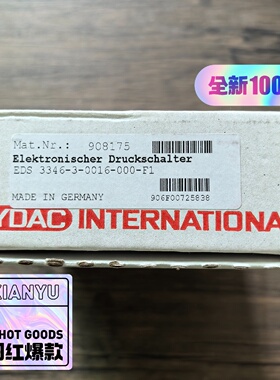 全新100
Mat.Nr.: 908175
Elektronischer Druckschalter
EDS 3346-3-0016-000-F1
MADE IN GERMANY
906F00725838
YDAC INTERNATIONA
XIANYU
HOT GOODS
网红爆款